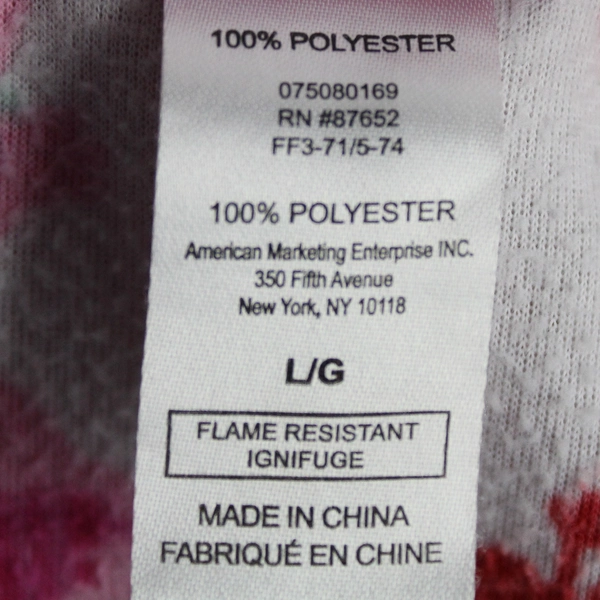 100% POLYESTER
075080169
RN #87652
FF3-71/5-74
100% POLYESTER
American Marketing Enterprise INC.
350 Fifth Avenue
New York, NY 10118
L/G
FLAME RESISTANT
IGNIFUGE
MADE IN CHINA
FABRIQUÉ EN CHINE